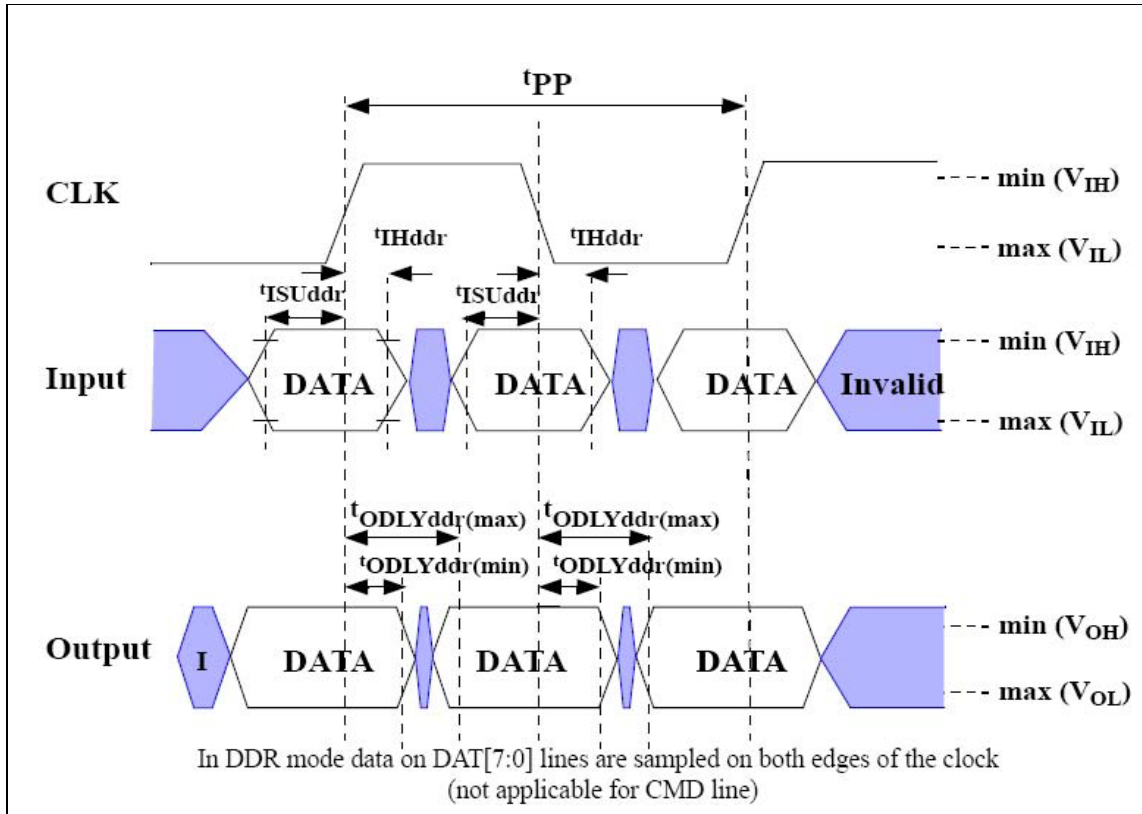 tPP
CLK
min (VIH)
tIHddr tIHddr
max (VIL)
tISUddr tISUddr
min (VIH)
Input DATA DATA DATA Invalid
max (VIL)
tODLYddr(max) tODLYddr(max)
tODLYddr(min) tODLYddr(min)
min (VOH)
Output I DATA DATA DATA
max (VOL)
In DDR mode data on DAT[7:0] lines are sampled on both edges of the clock
(not applicable for CMD line)